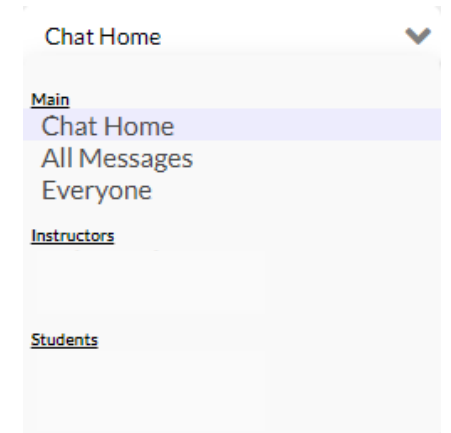 Chat Home
Main
Chat Home
All Messages
Everyone
Instructors
Students